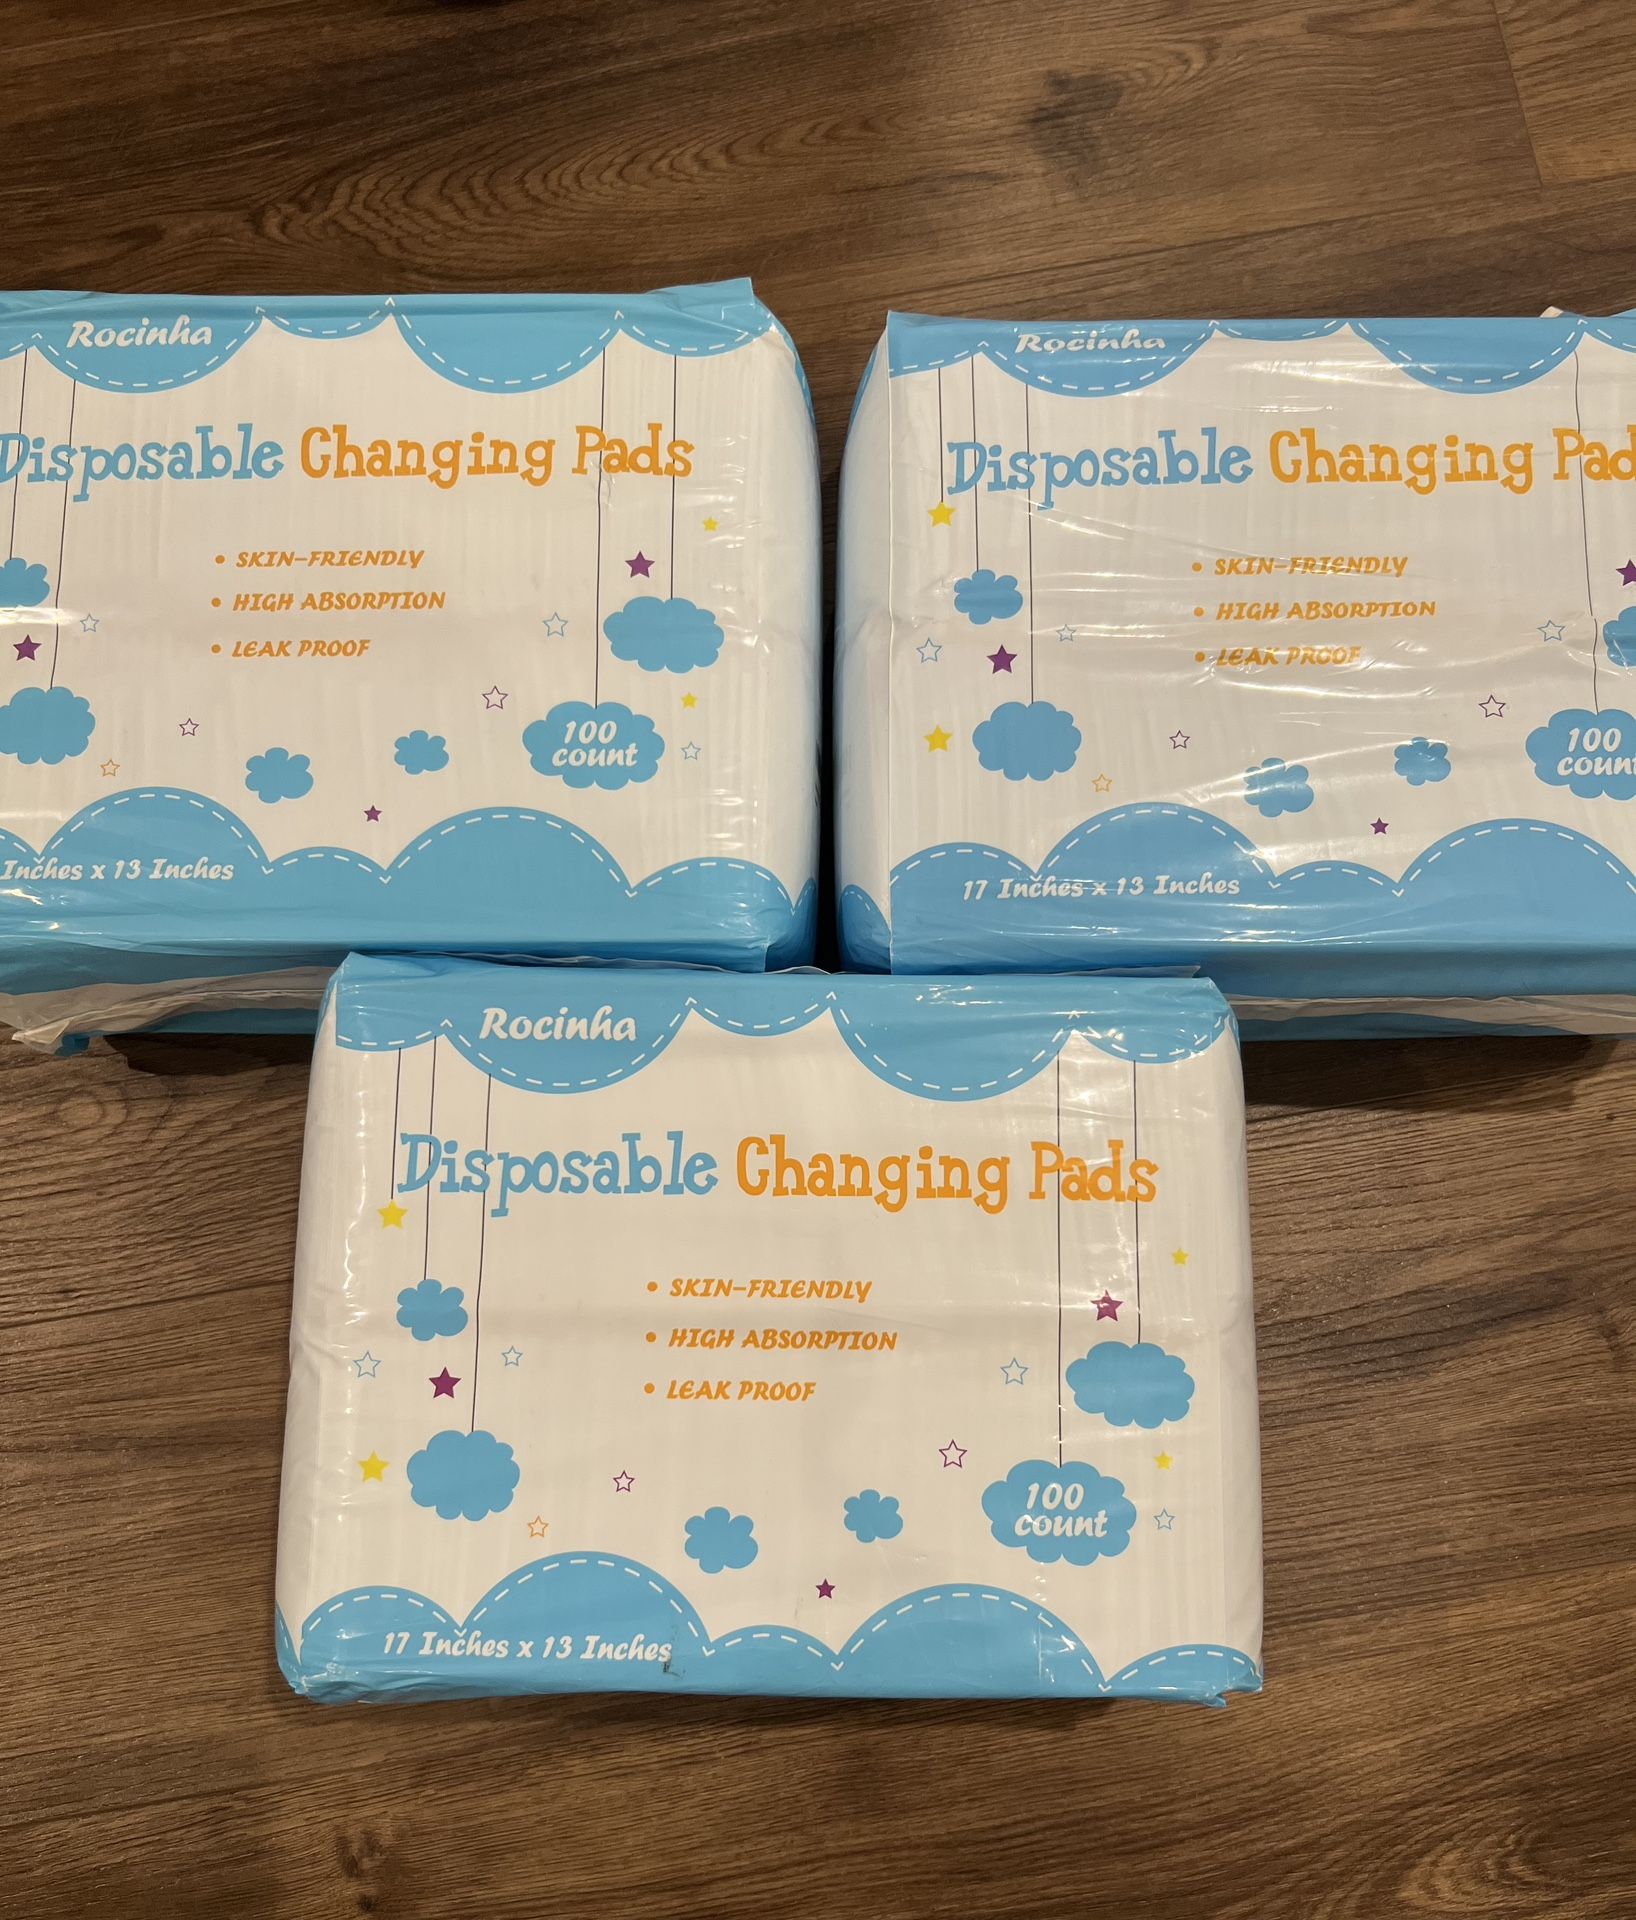 Rocinha
Disposable Changing Pads
• SKIN-FRIENDLY
• HIGH ABSORPTION
• LEAK PROOF
100
count
Inches x 13 Inches
Rocinha
Disposable Changing Pad
• SKIN-FRIENDLY
• HIGH ABSORPTION
• LEAK PROOF
100
count
17 Inches x 13 Inches
Rocinha
Disposable Changing Pads
• SKIN-FRIENDLY
• HIGH ABSORPTION
• LEAK PROOF
100
count
17 Inches x 13 Inches